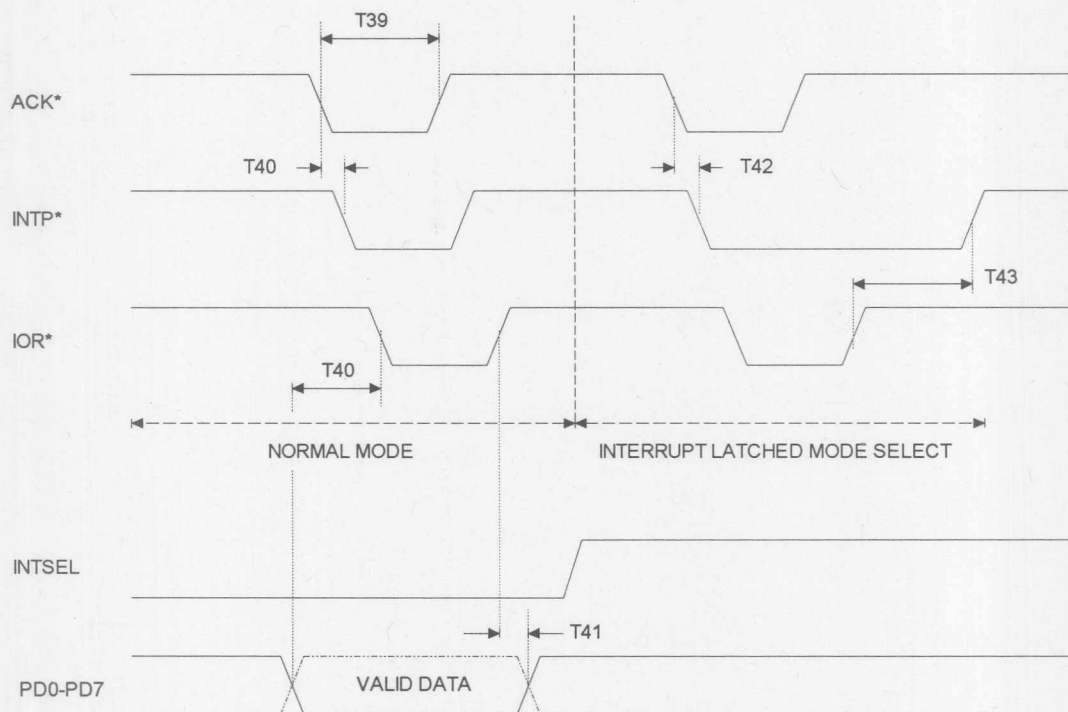 T39
ACK*
T40
T42
INTP*
T43
IOR*
T40
NORMAL MODE
INTERRUPT LATCHED MODE SELECT
INTSEL
T41
PD0-PD7
VALID DATA